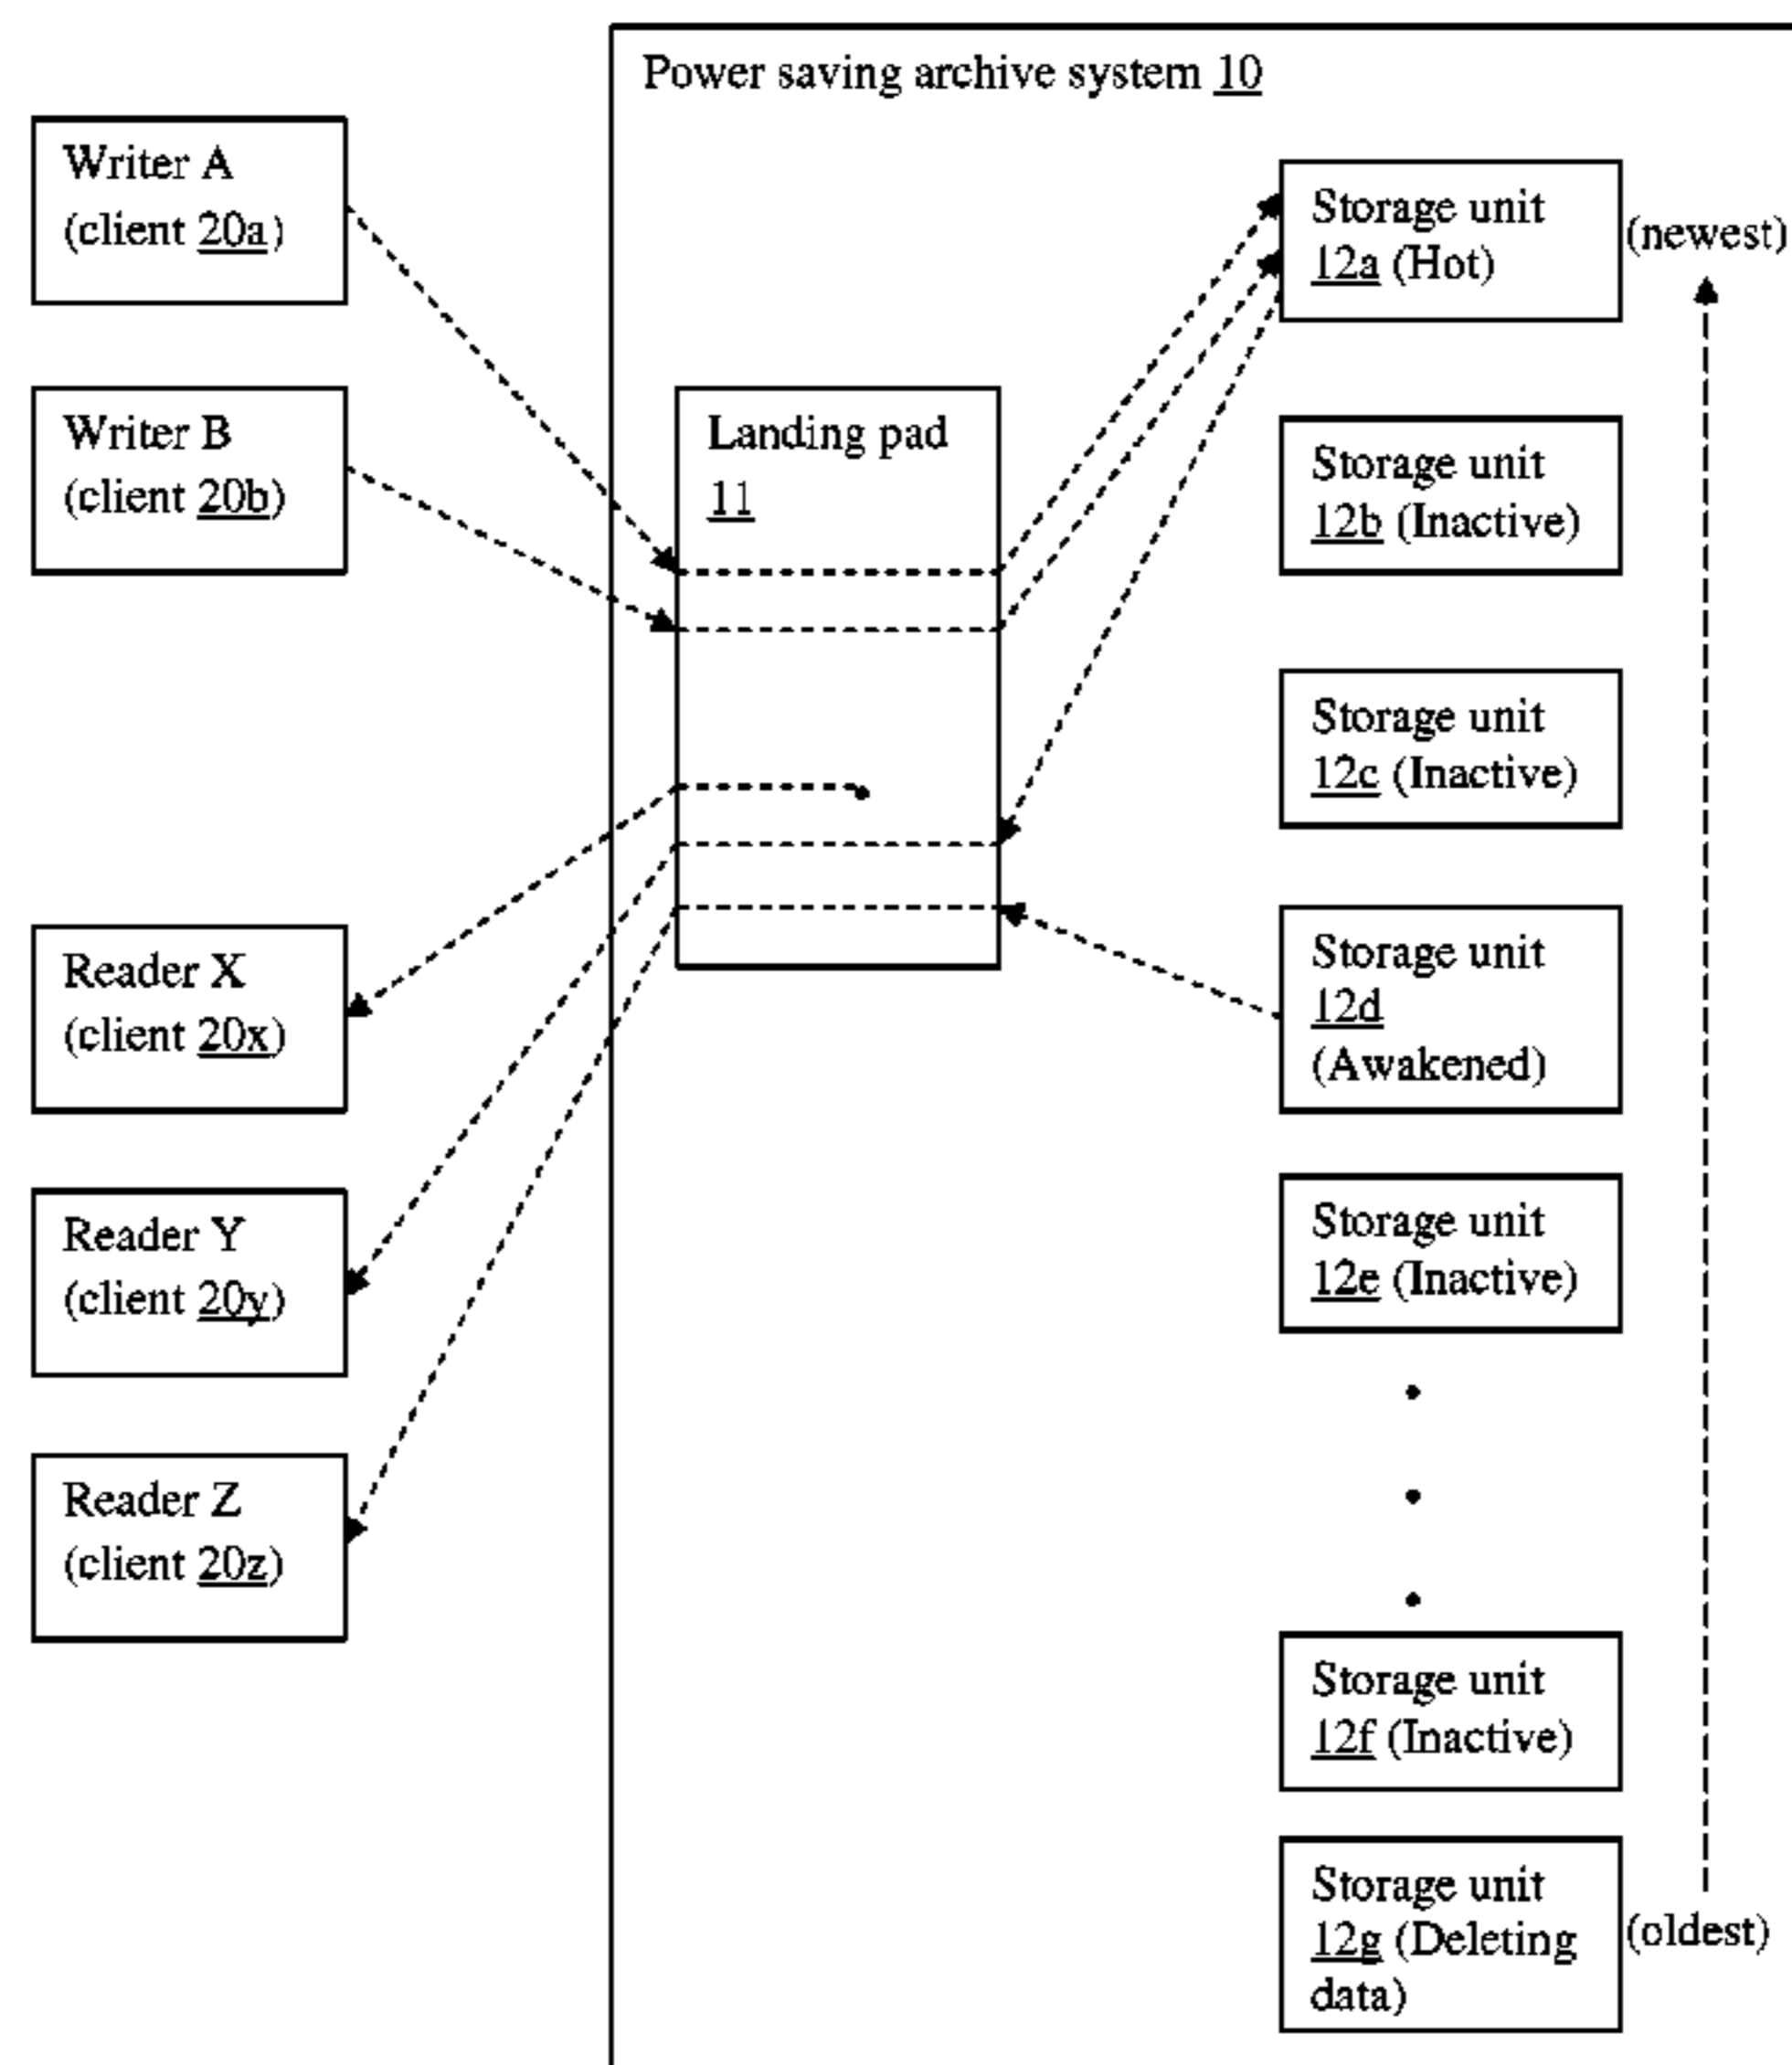 Power saving archive system 10
Writer A
(client 20a)
Writer B
(client 20b)
Reader X
(client 20x)
Reader Y
(client 20y)
Reader Z
(client 20z)
Landing pad
11
Storage unit
12a (Hot)
(newest)
Storage unit
12b (Inactive)
Storage unit
12c (Inactive)
Storage unit
12d
(Awakened)
Storage unit
12e (Inactive)
Storage unit
12f (Inactive)
Storage unit
12g (Deleting
data)
(oldest)